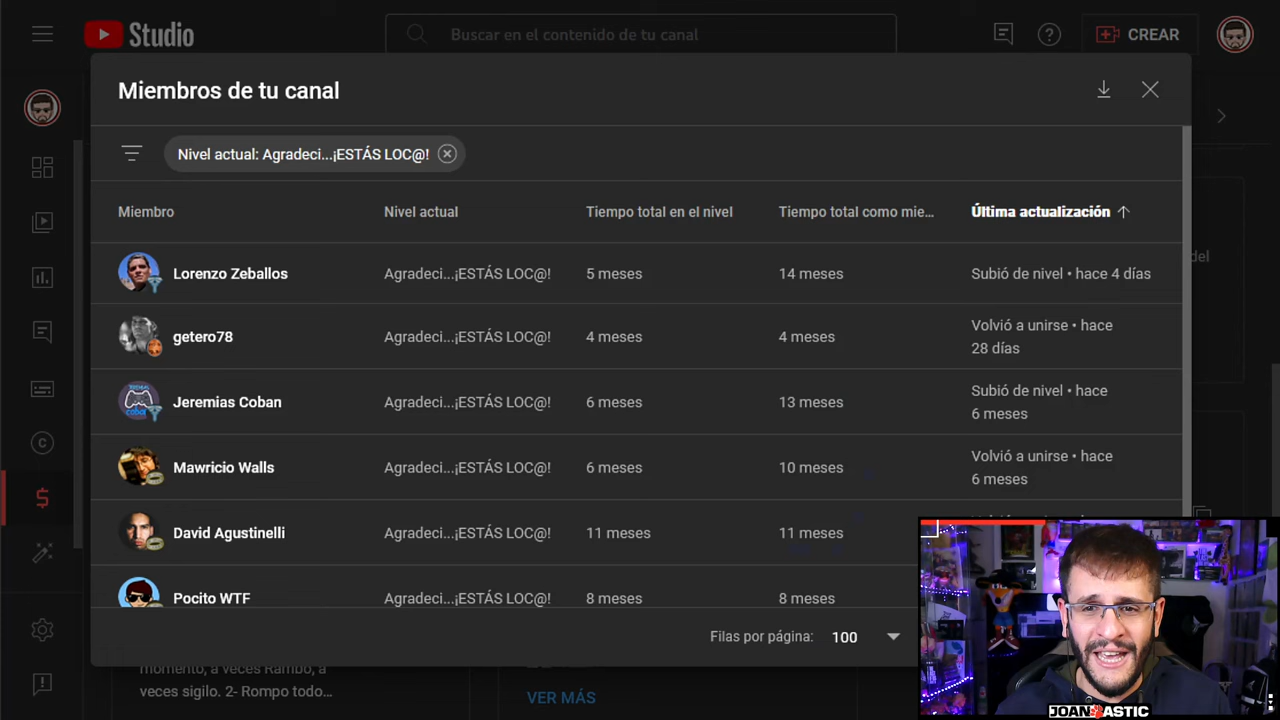 Studio
Buscar en el contenido de tu canal
CREAR
Miembros de tu canal
Nivel actual: Agradeci...¡ESTÁS LOC@!
Miembro Nivel actual Tiempo total en el nivel Tiempo total como mie... Última actualización
Lorenzo Zeballos Agradeci...¡ESTÁS LOC@! 5 meses 14 meses Subió de nivel • hace 4 días
getero78 Agradeci...¡ESTÁS LOC@! 4 meses 4 meses Volvió a unirse • hace
28 días
Jeremias Coban Agradeci...¡ESTÁS LOC@! 6 meses 13 meses Subió de nivel • hace
6 meses
Mawricio Walls Agradeci...¡ESTÁS LOC@! 6 meses 10 meses Volvió a unirse • hace
6 meses
David Agustinelli Agradeci...¡ESTÁS LOC@! 11 meses 11 meses
Pocito WTF Agradeci...¡ESTÁS LOC@! 8 meses 8 meses
Filas por página: 100
momento, a veces Rambo, a
veces sigilo. 2- Rompo todo...
VER MÁS
del
JOANTASTIC